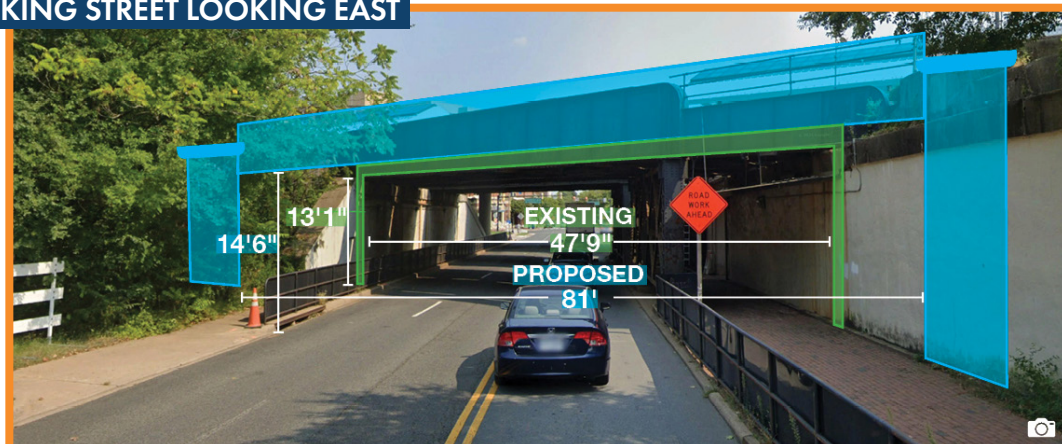 KING STREET LOOKING EAST
13'1"
14'6"
EXISTING
47'9"
PROPOSED
81'
ROAD
WORK
AHEAD